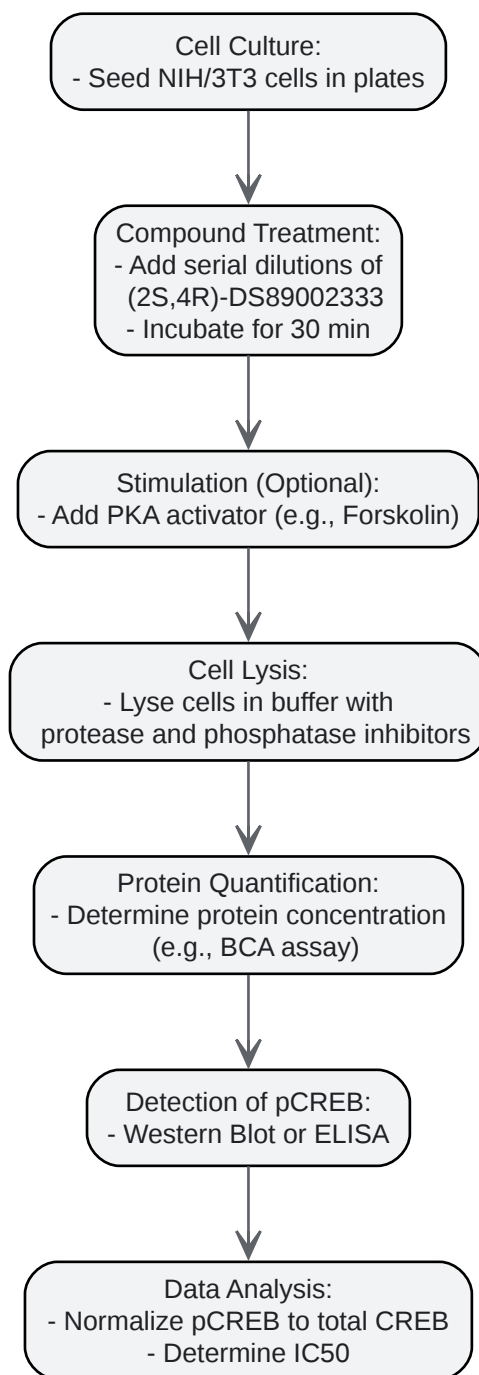 Cell Culture:
- Seed NIH/3T3 cells in plates
Compound Treatment:
- Add serial dilutions of
(2S,4R)-DS89002333
- Incubate for 30 min
Stimulation (Optional):
- Add PKA activator (e.g., Forskolin)
Cell Lysis:
- Lyse cells in buffer with
protease and phosphatase inhibitors
Protein Quantification:
- Determine protein concentration
(e.g., BCA assay)
Detection of pCREB:
- Western Blot or ELISA
Data Analysis:
- Normalize pCREB to total CREB
- Determine IC50